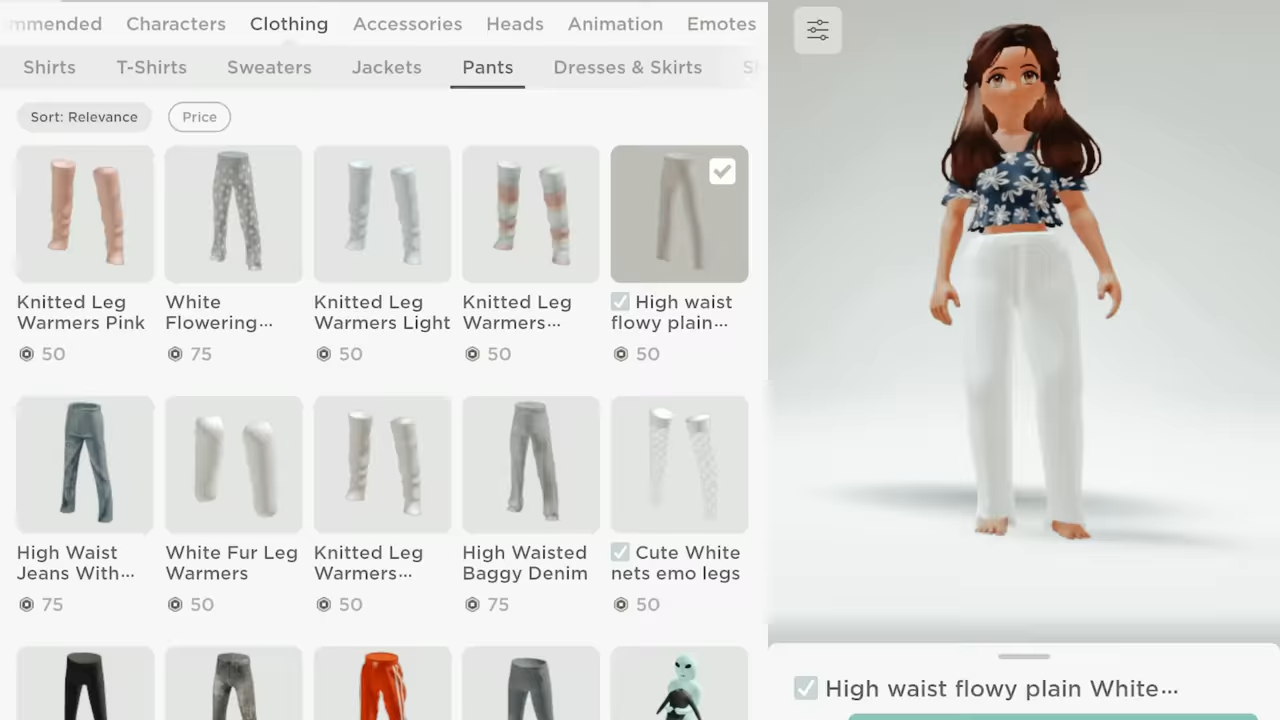 mmended Characters Clothing Accessories Heads Animation Emotes
Shirts T-Shirts Sweaters Jackets Pants Dresses & Skirts
Sort: Relevance Price
Knitted Leg Warmers Pink
50
White Flowering...
75
Knitted Leg Warmers Light
50
Knitted Leg Warmers...
50
High waist flowy plain...
50
High Waist Jeans With...
75
White Fur Leg Warmers
50
Knitted Leg Warmers...
50
High Waisted Baggy Denim
75
Cute White nets emo legs
50
High waist flowy plain White...